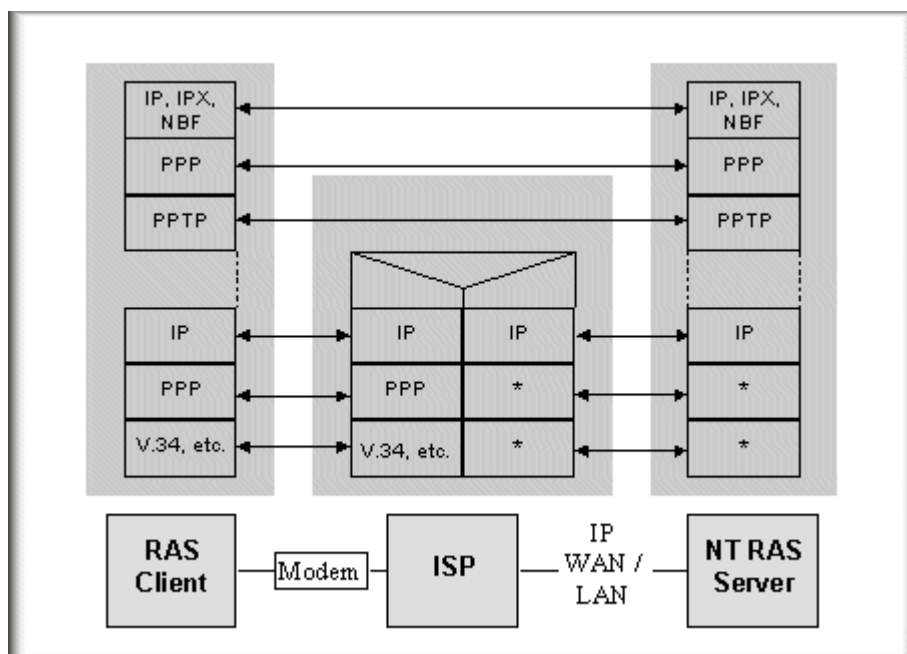 IP, IPX,
NBF
IP, IPX,
NBF
PPP
PPP
PPTP
PPTP
IP
IP
IP
IP
PPP
PPP
*
*
V.34, etc.
V.34, etc.
*
*
RAS
Client
Modem
ISP
IP
WAN /
LAN
NT RAS
Server